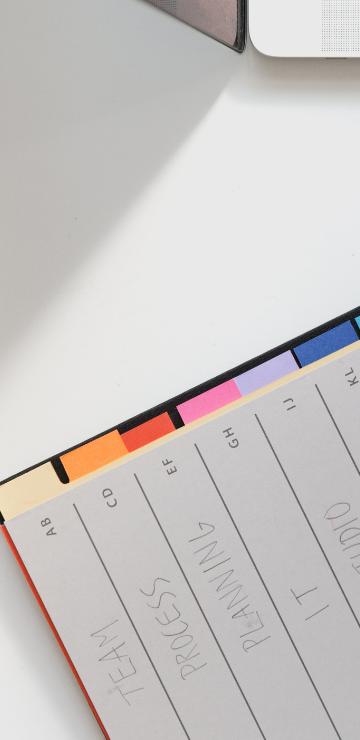 AB
TEAM
CD
PROCESS
EF
PLANNING
GH
IT
IJ
KL